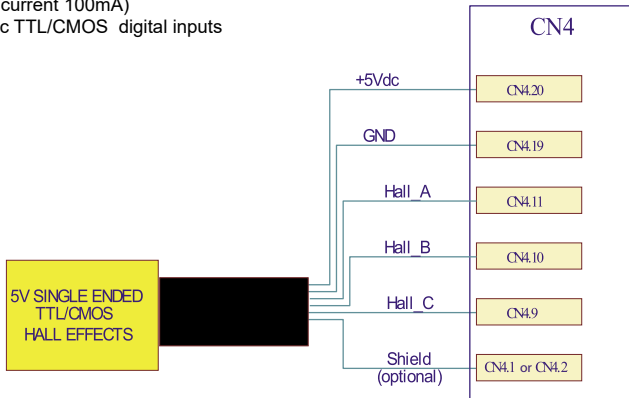 current 100mA)
c TTL/CMOS digital inputs
CN4
+5Vdc
CN4.20
GND
CN4.19
Hall_A
CN4.11
Hall_B
CN4.10
Hall_C
CN4.9
5V SINGLE ENDED
TTL/CMOS
HALL EFFECTS
Shield
(optional)
CN4.1 or CN4.2